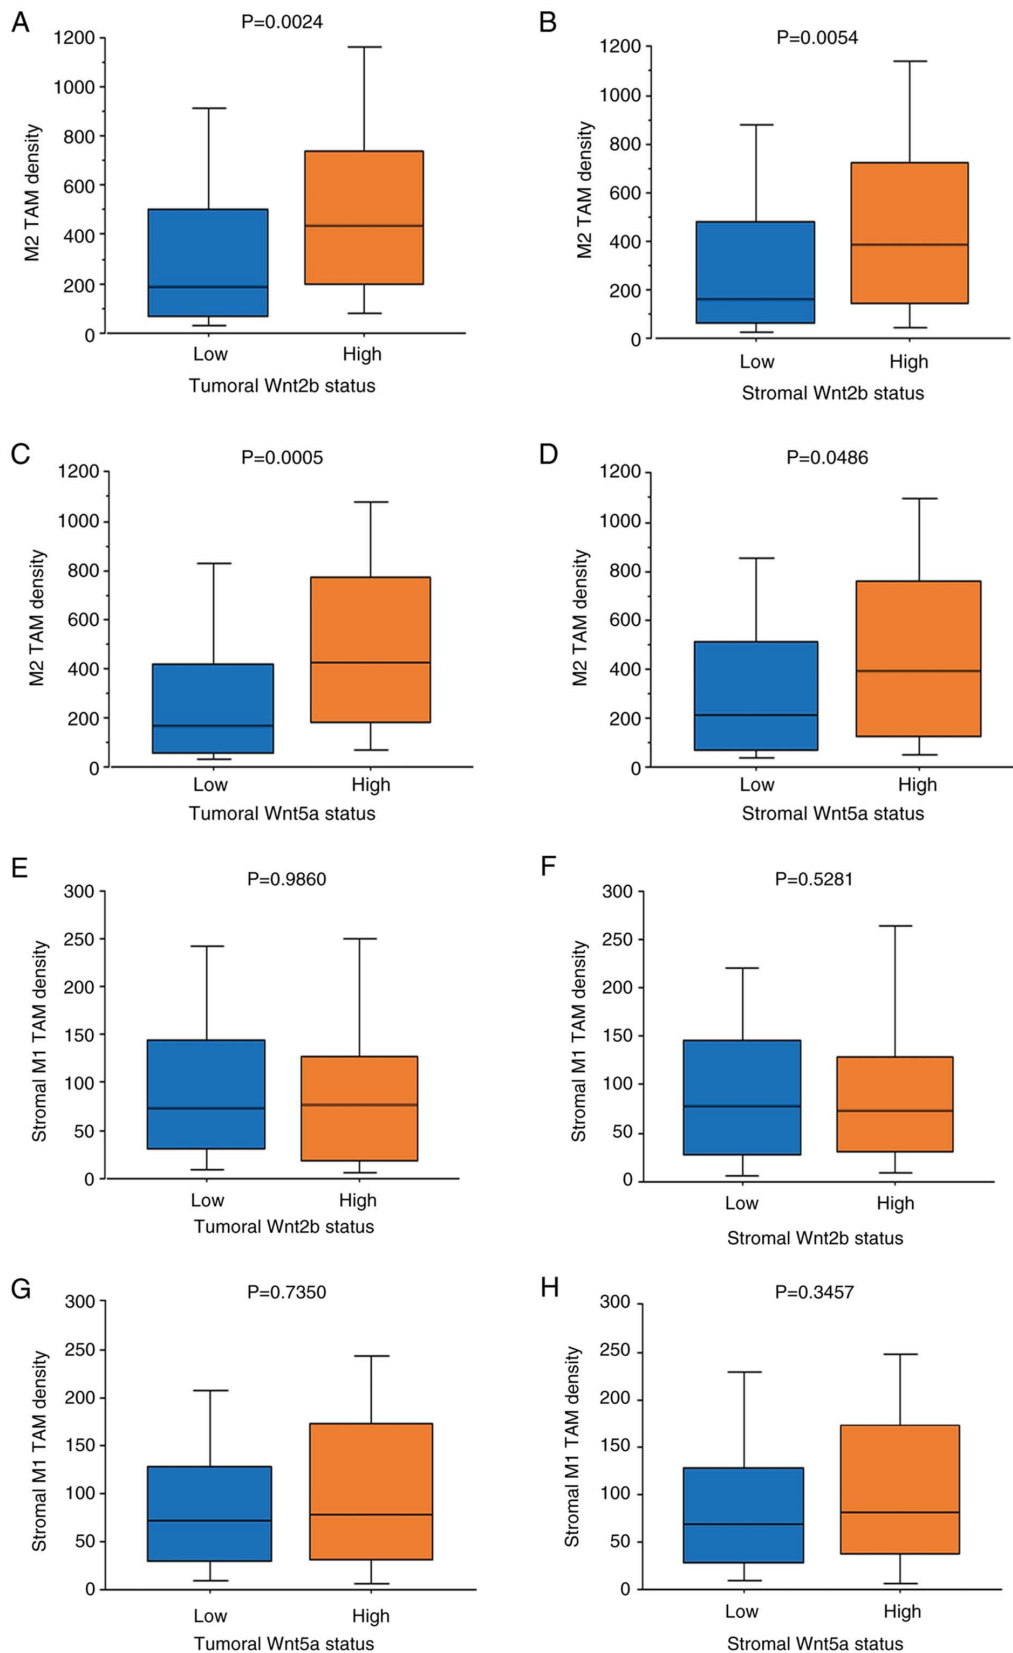 A
P=0.0024
1200
1000
800
600
400
200
0
M2 TAM density
Low
High
Tumoral Wnt2b status
B
P=0.0054
1200
1000
800
600
400
200
0
M2 TAM density
Low
High
Stromal Wnt2b status
C
P=0.0005
1200
1000
800
600
400
200
0
M2 TAM density
Low
High
Tumoral Wnt5a status
D
P=0.0486
1200
1000
800
600
400
200
0
M2 TAM density
Low
High
Stromal Wnt5a status
E
P=0.9860
300
250
200
150
100
50
0
Stromal M1 TAM density
Low
High
Tumoral Wnt2b status
F
P=0.5281
300
250
200
150
100
50
0
Stromal M1 TAM density
Low
High
Stromal Wnt2b status
G
P=0.7350
300
250
200
150
100
50
0
Stromal M1 TAM density
Low
High
Tumoral Wnt5a status
H
P=0.3457
300
250
200
150
100
50
0
Stromal M1 TAM density
Low
High
Stromal Wnt5a status